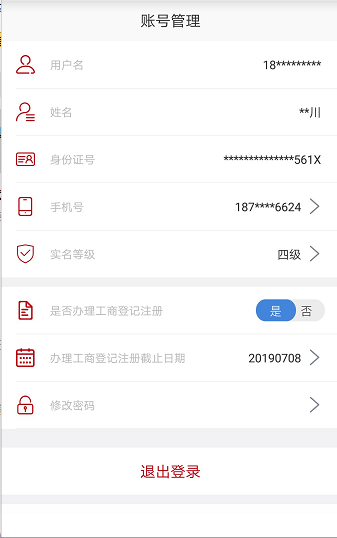 账号管理
用户名 18*********
姓名 **川
身份证号 **************561X
手机号 187****6624
实名等级 四级
是否办理工商登记注册 是 否
办理工商登记注册截止日期 20190708
修改密码
退出登录